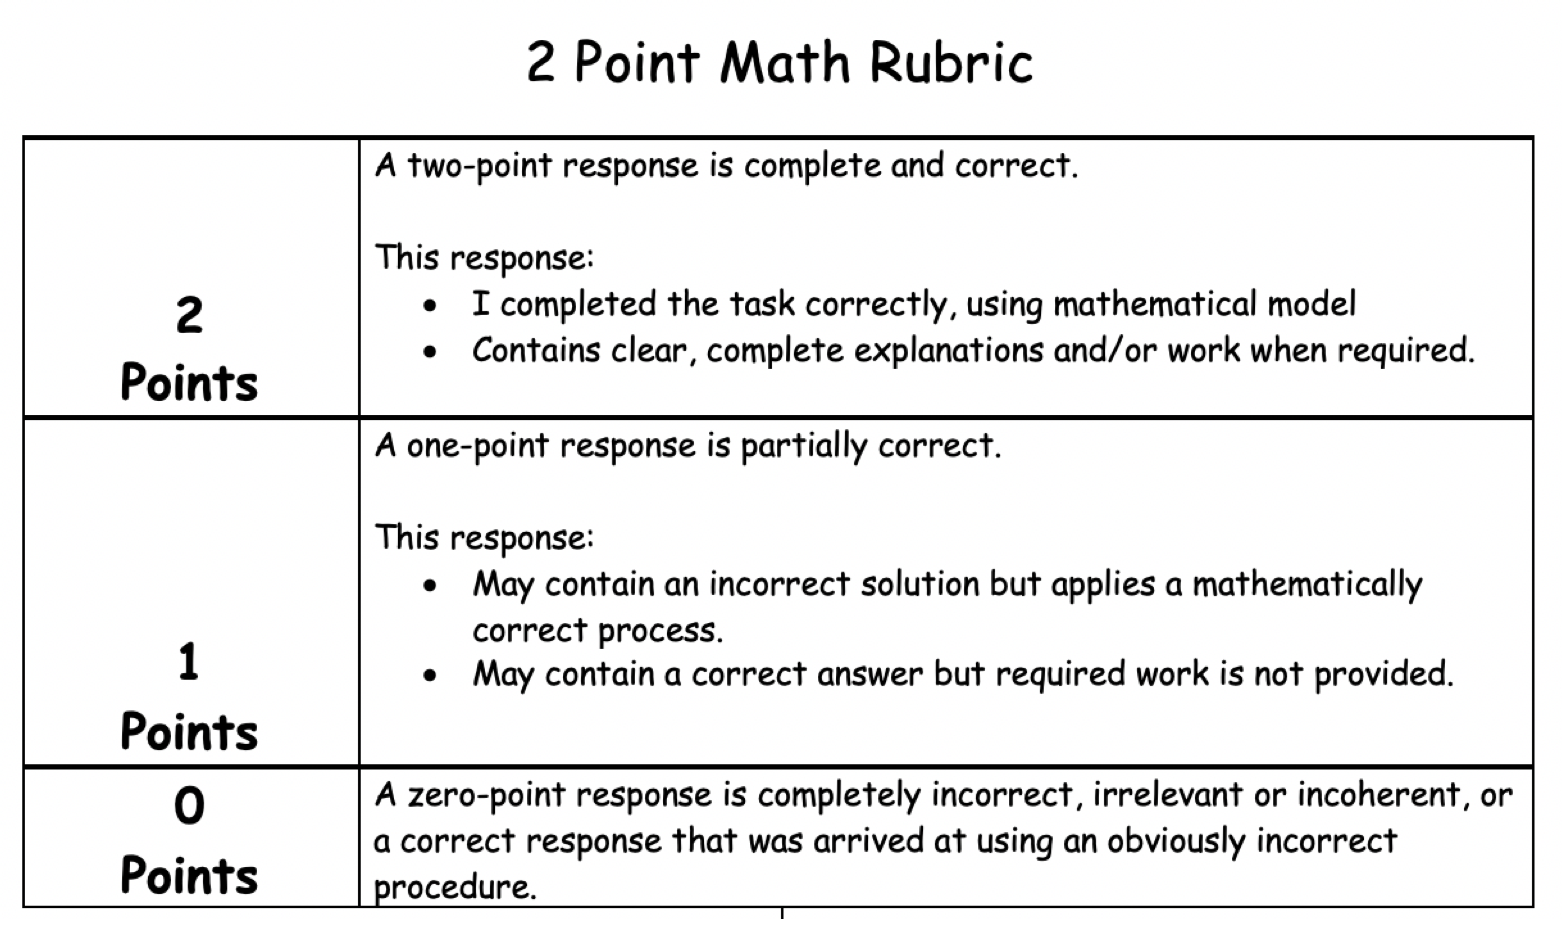 2 Point Math Rubric
2
Points
A two-point response is complete and correct.
This response:
• I completed the task correctly, using mathematical model
• Contains clear, complete explanations and/or work when required.
1
Points
A one-point response is partially correct.
This response:
• May contain an incorrect solution but applies a mathematically
correct process.
• May contain a correct answer but required work is not provided.
0
Points
A zero-point response is completely incorrect, irrelevant or incoherent, or
a correct response that was arrived at using an obviously incorrect
procedure.